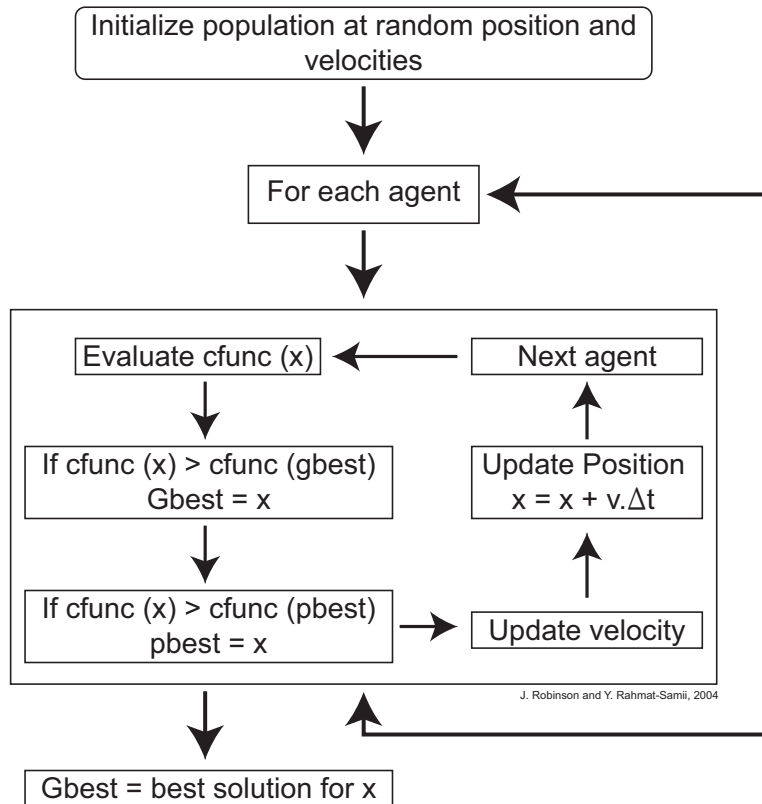 Initialize population at random position and
velocities
For each agent
Evaluate cfunc (x)
Next agent
If cfunc (x) > cfunc (gbest)
Gbest = x
Update Position
x = x + v.Δt
If cfunc (x) > cfunc (pbest)
pbest = x
Update velocity
J. Robinson and Y. Rahmat-Samii, 2004
Gbest = best solution for x